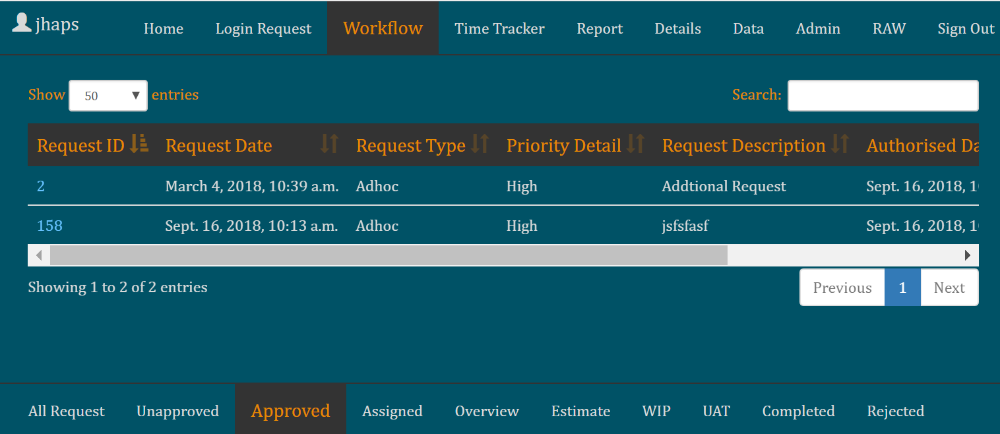 jhaps Home Login Request Workflow Time Tracker Report Details Data Admin RAW Sign Out
Show 50 entries Search:
Request ID Request Date Request Type Priority Detail Request Description Authorised Da
2 March 4, 2018, 10:39 a.m. Adhoc High Addtional Request Sept. 16, 2018, 1
158 Sept. 16, 2018, 10:13 a.m. Adhoc High jsfsfasf Sept. 16, 2018, 1
Showing 1 to 2 of 2 entries Previous 1 Next
All Request Unapproved Approved Assigned Overview Estimate WIP UAT Completed Rejected